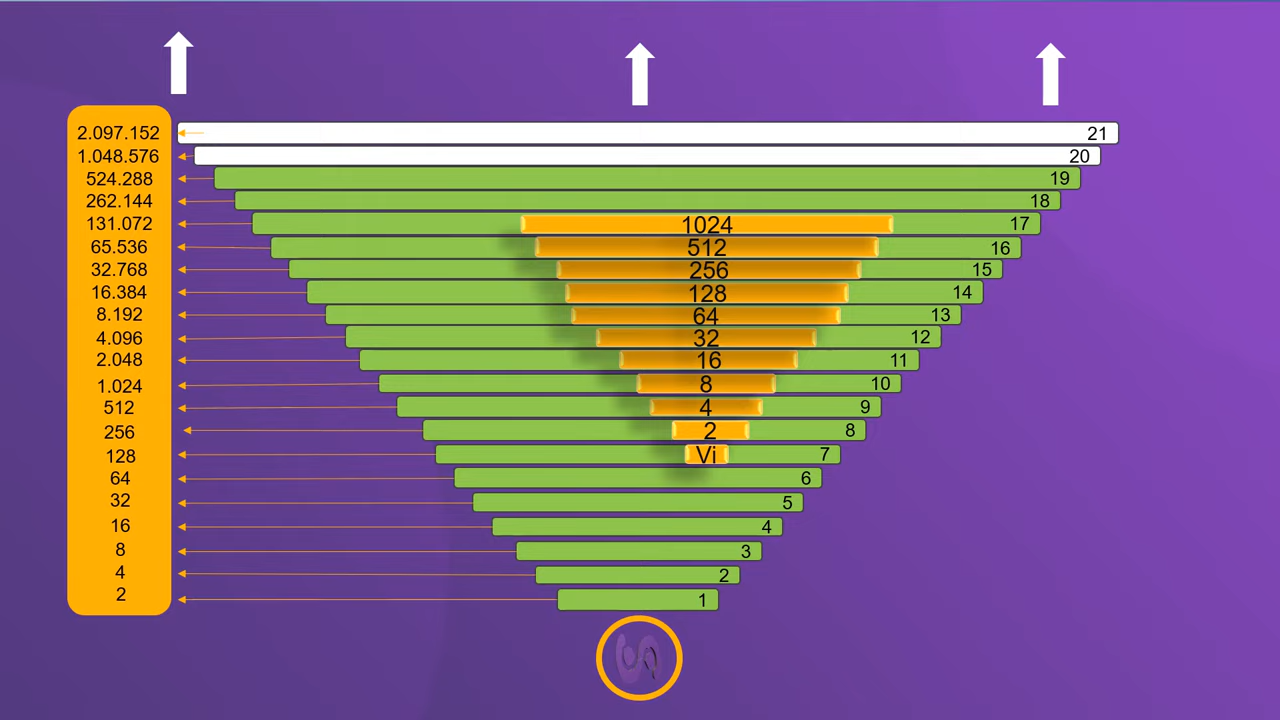 2.097.152 21
1.048.576 20
524.288 19
262.144 18
131.072 1024 17
65.536 512 16
32.768 256 15
16.384 128 14
8.192 64 13
4.096 32 12
2.048 16 11
1.024 8 10
512 4 9
256 2 8
128 Vi 7
64 6
32 5
16 4
8 3
4 2
2 1